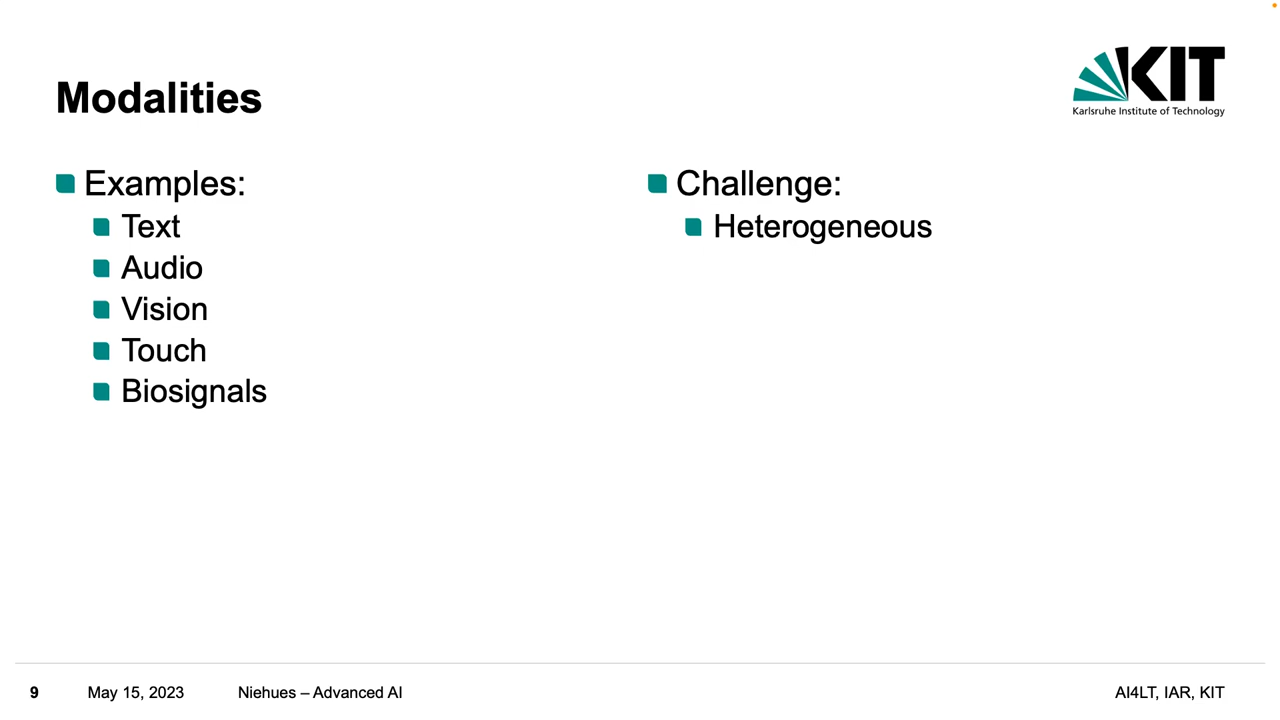 Modalities
KIT
Karlsruhe Institute of Technology
Examples:
Text
Audio
Vision
Touch
Biosignals
Challenge:
Heterogeneous
9 May 15, 2023 Niehues – Advanced AI AI4LT, IAR, KIT